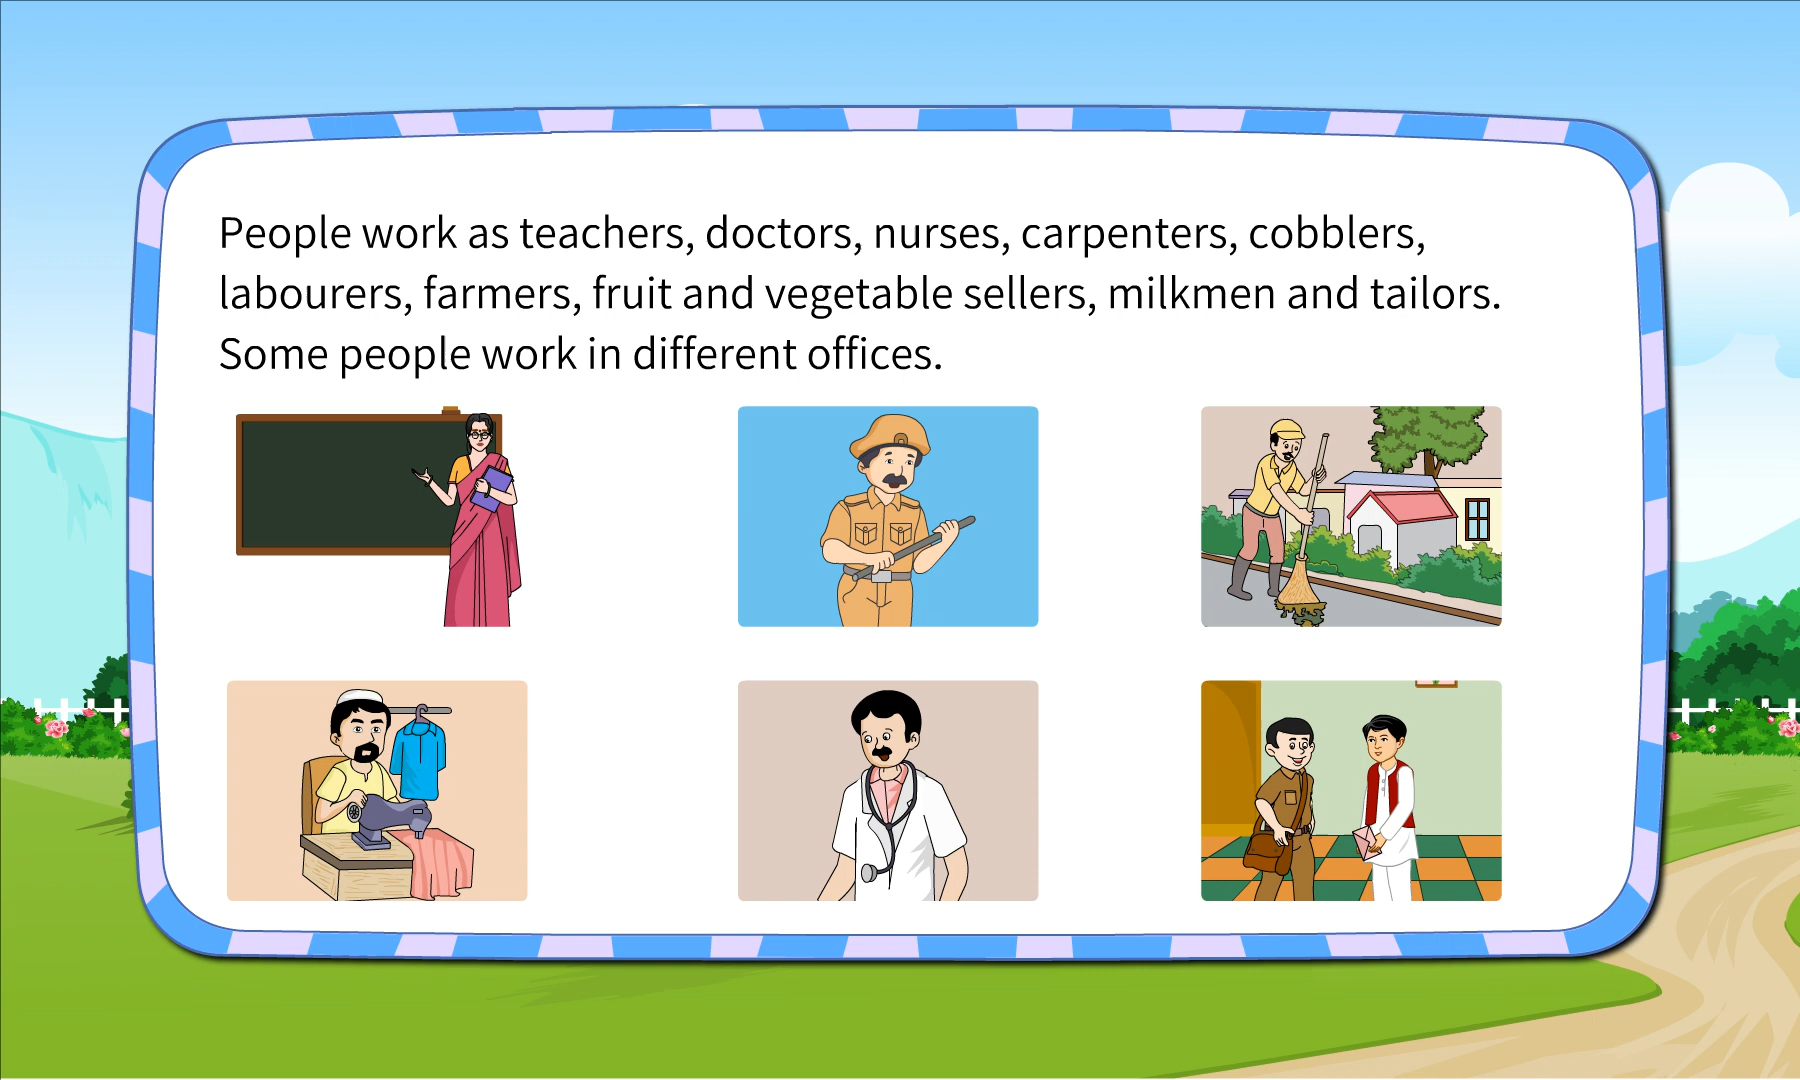 People work as teachers, doctors, nurses, carpenters, cobblers,
labourers, farmers, fruit and vegetable sellers, milkmen and tailors.
Some people work in different offices.